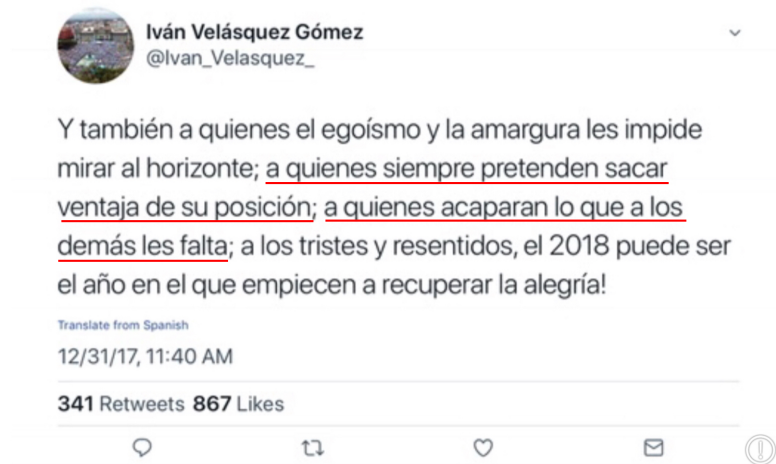 Iván Velásquez Gómez
@Ivan_Velasquez_
Y también a quienes el egoísmo y la amargura les impide
mirar al horizonte; a quienes siempre pretenden sacar
ventaja de su posición; a quienes acaparan lo que a los
demás les falta; a los tristes y resentidos, el 2018 puede ser
el año en el que empiecen a recuperar la alegría!
Translate from Spanish
12/31/17, 11:40 AM
341 Retweets 867 Likes